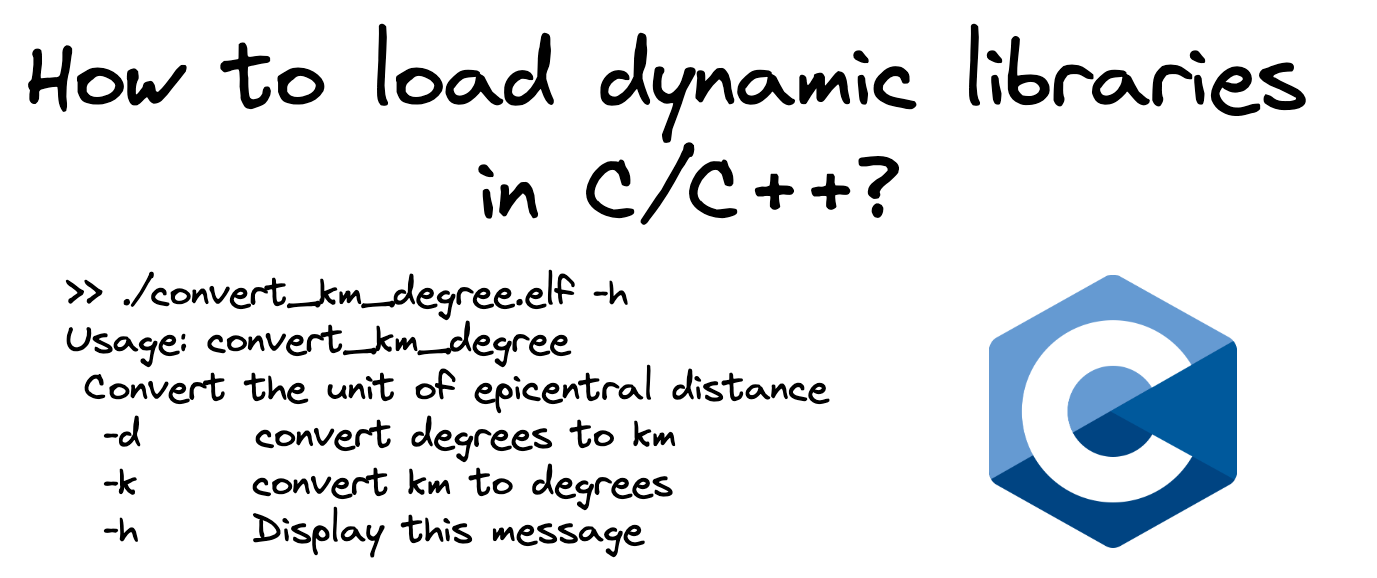 How to load dynamic libraries
in C/C++?
>> ./convert_km_degree.elf -h
Usage: convert_km_degree
Convert the unit of epicentral distance
-d convert degrees to km
-k convert km to degrees
-h Display this message
C